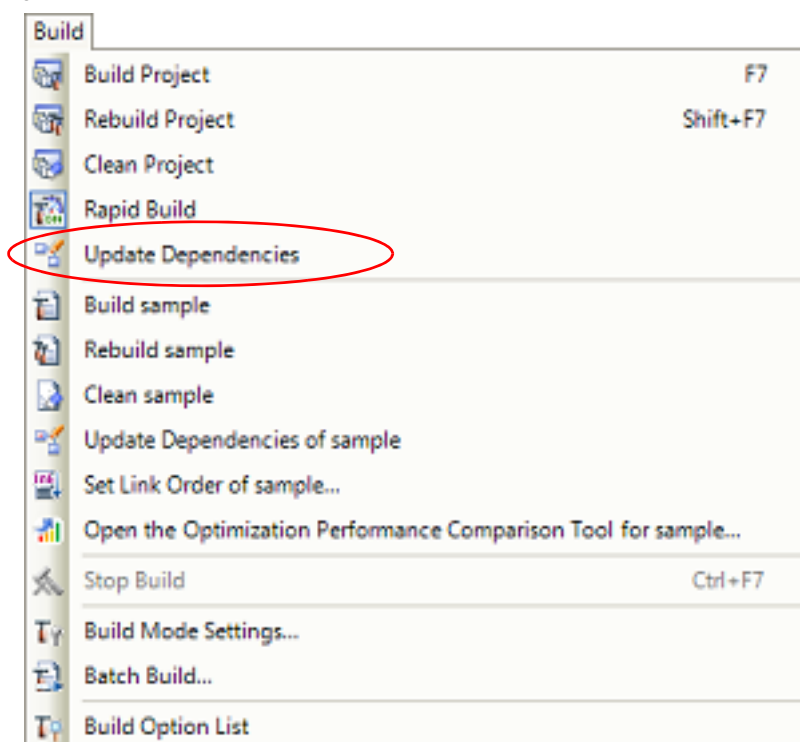 Build
Build Project F7
Rebuild Project Shift+F7
Clean Project
Rapid Build
Update Dependencies
Build sample
Rebuild sample
Clean sample
Update Dependencies of sample
Set Link Order of sample...
Open the Optimization Performance Comparison Tool for sample...
Stop Build Ctrl+F7
Build Mode Settings...
Batch Build...
Build Option List